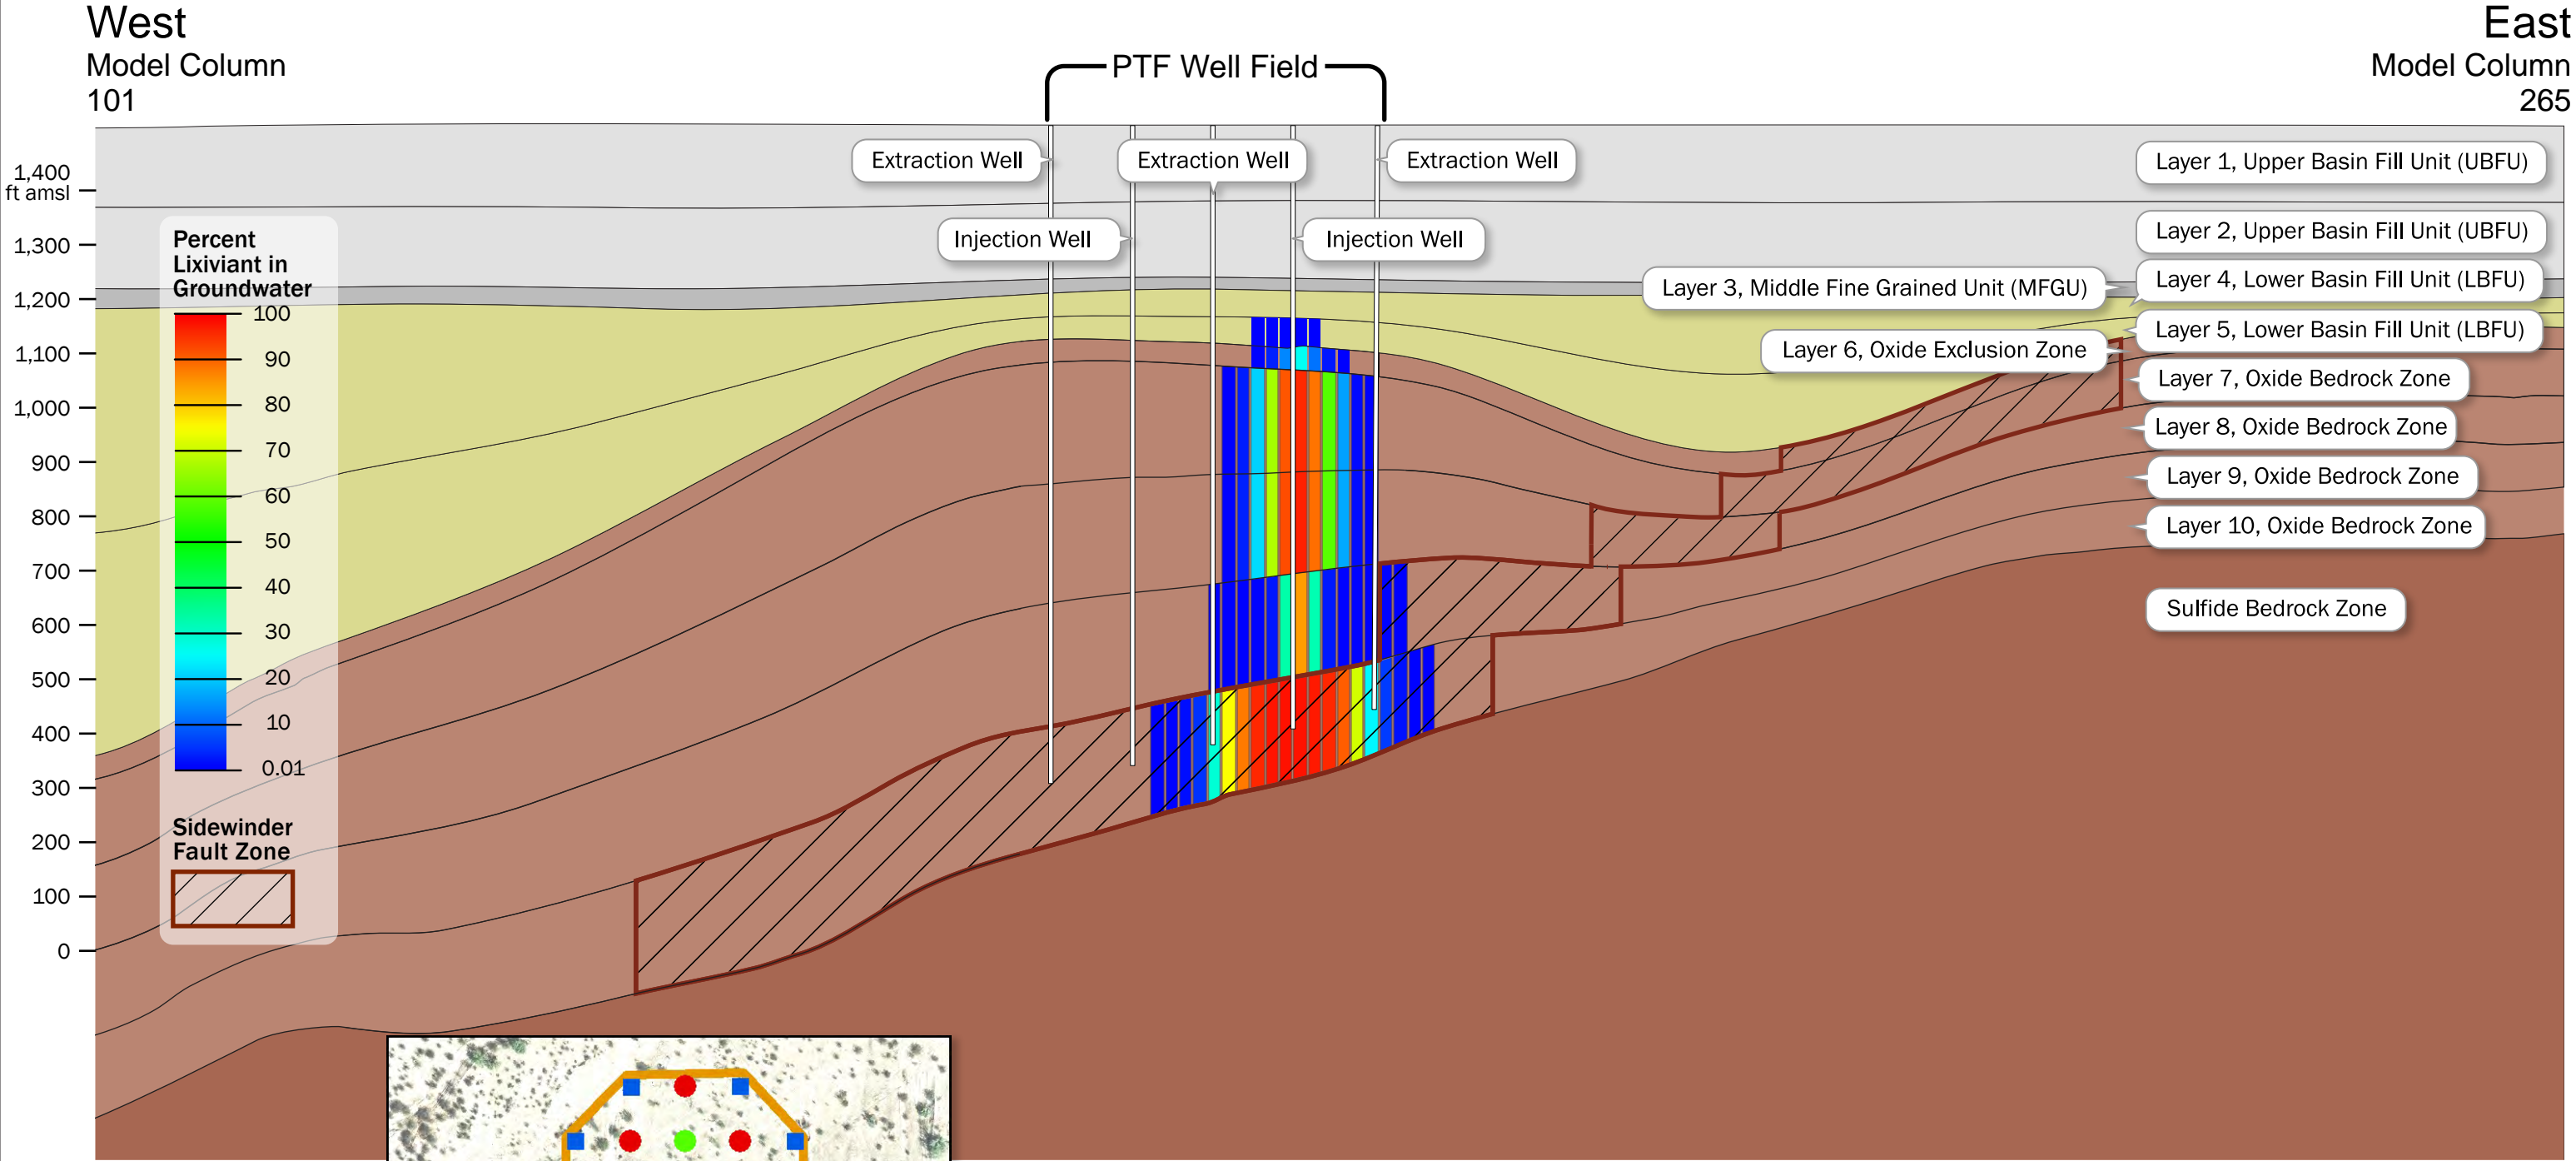 West
Model Column
101
East
Model Column
265
PTF Well Field
Extraction Well
Extraction Well
Extraction Well
Injection Well
Injection Well
Layer 1, Upper Basin Fill Unit (UBFU)
Layer 2, Upper Basin Fill Unit (UBFU)
Layer 3, Middle Fine Grained Unit (MFGU)
Layer 4, Lower Basin Fill Unit (LBFU)
Layer 5, Lower Basin Fill Unit (LBFU)
Layer 6, Oxide Exclusion Zone
Layer 7, Oxide Bedrock Zone
Layer 8, Oxide Bedrock Zone
Layer 9, Oxide Bedrock Zone
Layer 10, Oxide Bedrock Zone
Sulfide Bedrock Zone
1,400
ft amsl
1,300
1,200
1,100
1,000
900
800
700
600
500
400
300
200
100
0
Percent
Lixiviant in
Groundwater
100
90
80
70
60
50
40
30
20
10
0.01
Sidewinder
Fault Zone